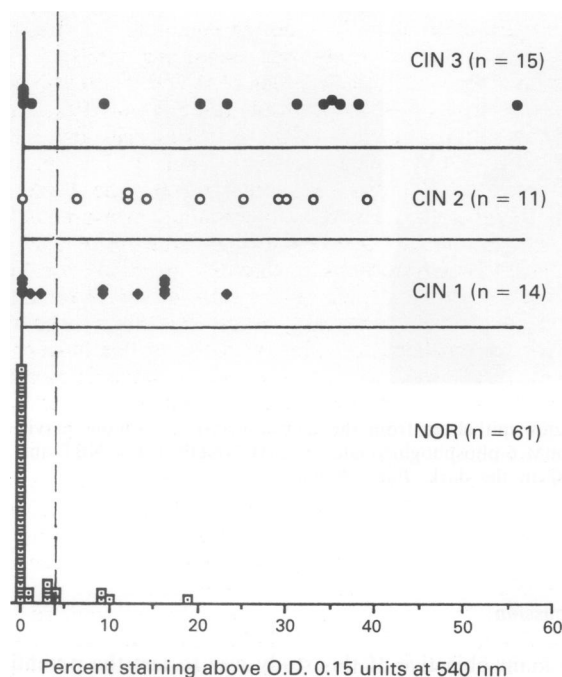 CIN 3 (n = 15)
CIN 2 (n = 11)
CIN 1 (n = 14)
NOR (n = 61)
0 10 20 30 40 50 60
Percent staining above O.D. 0.15 units at 540 nm